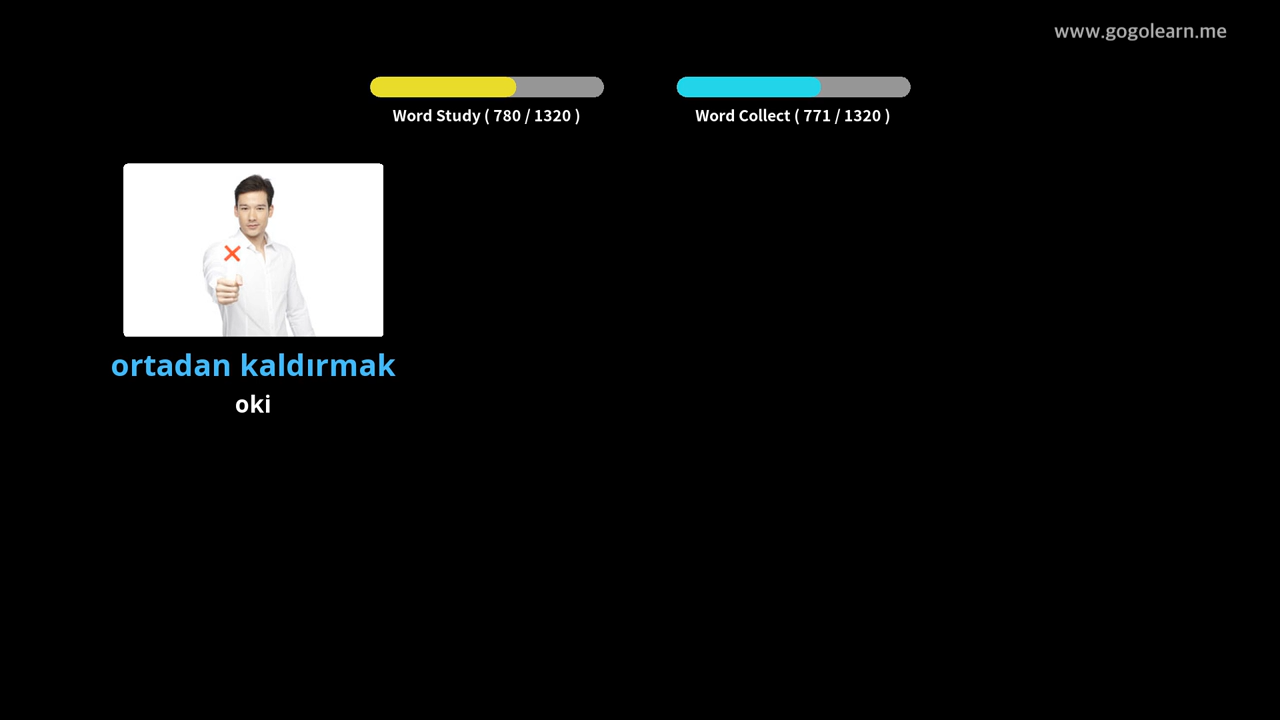 www.gogolearn.me
Word Study ( 780 / 1320 )
Word Collect ( 771 / 1320 )
ortadan kaldırmak
oki